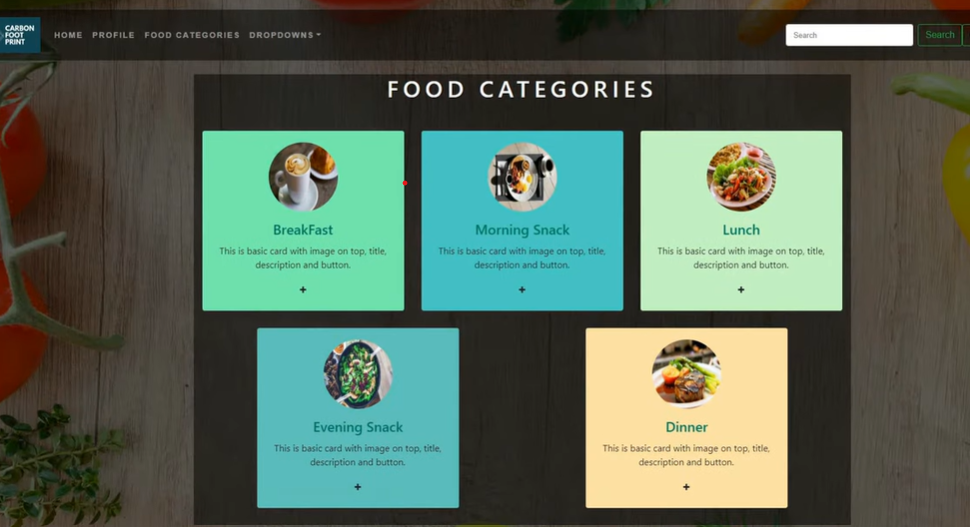 CARBON
FOOT
PRINT
HOME PROFILE FOOD CATEGORIES DROPDOWNS
Search Search
FOOD CATEGORIES
BreakFast
This is basic card with image on top, title,
description and button.
+
Morning Snack
This is basic card with image on top, title,
description and button.
+
Lunch
This is basic card with image on top, title,
description and button.
+
Evening Snack
This is basic card with image on top, title,
description and button.
+
Dinner
This is basic card with image on top, title,
description and button.
+